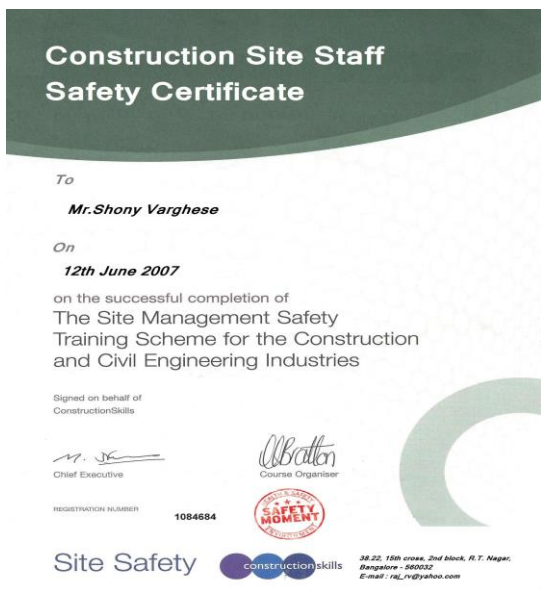 Construction Site Staff
Safety Certificate
To
Mr.Shony Varghese
On
12th June 2007
on the successful completion of
The Site Management Safety
Training Scheme for the Construction
and Civil Engineering Industries
Signed on behalf of
ConstructionSkills
Chief Executive
Course Organiser
REGISTRATION NUMBER
1084684
HEALTH & SAFETY
SAFETY
MOMENT
ENVIRONMENT
Site Safety
constructionskills
38.22, 15th cross, 2nd block, R.T. Nagar,
Bangalore - 560032
E-mail : raj_rv@yahoo.com